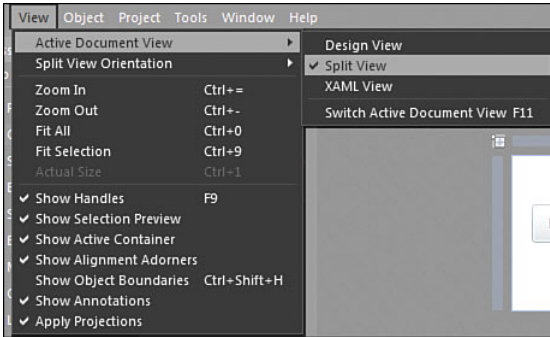 View Object Project Tools Window Help
Active Document View
Split View Orientation
Zoom In Ctrl+=
Zoom Out Ctrl+-
Fit All Ctrl+0
Fit Selection Ctrl+9
Actual Size Ctrl+1
Show Handles F9
Show Selection Preview
Show Active Container
Show Alignment Adorners
Show Object Boundaries Ctrl+Shift+H
Show Annotations
Apply Projections
Design View
Split View
XAML View
Switch Active Document View F11